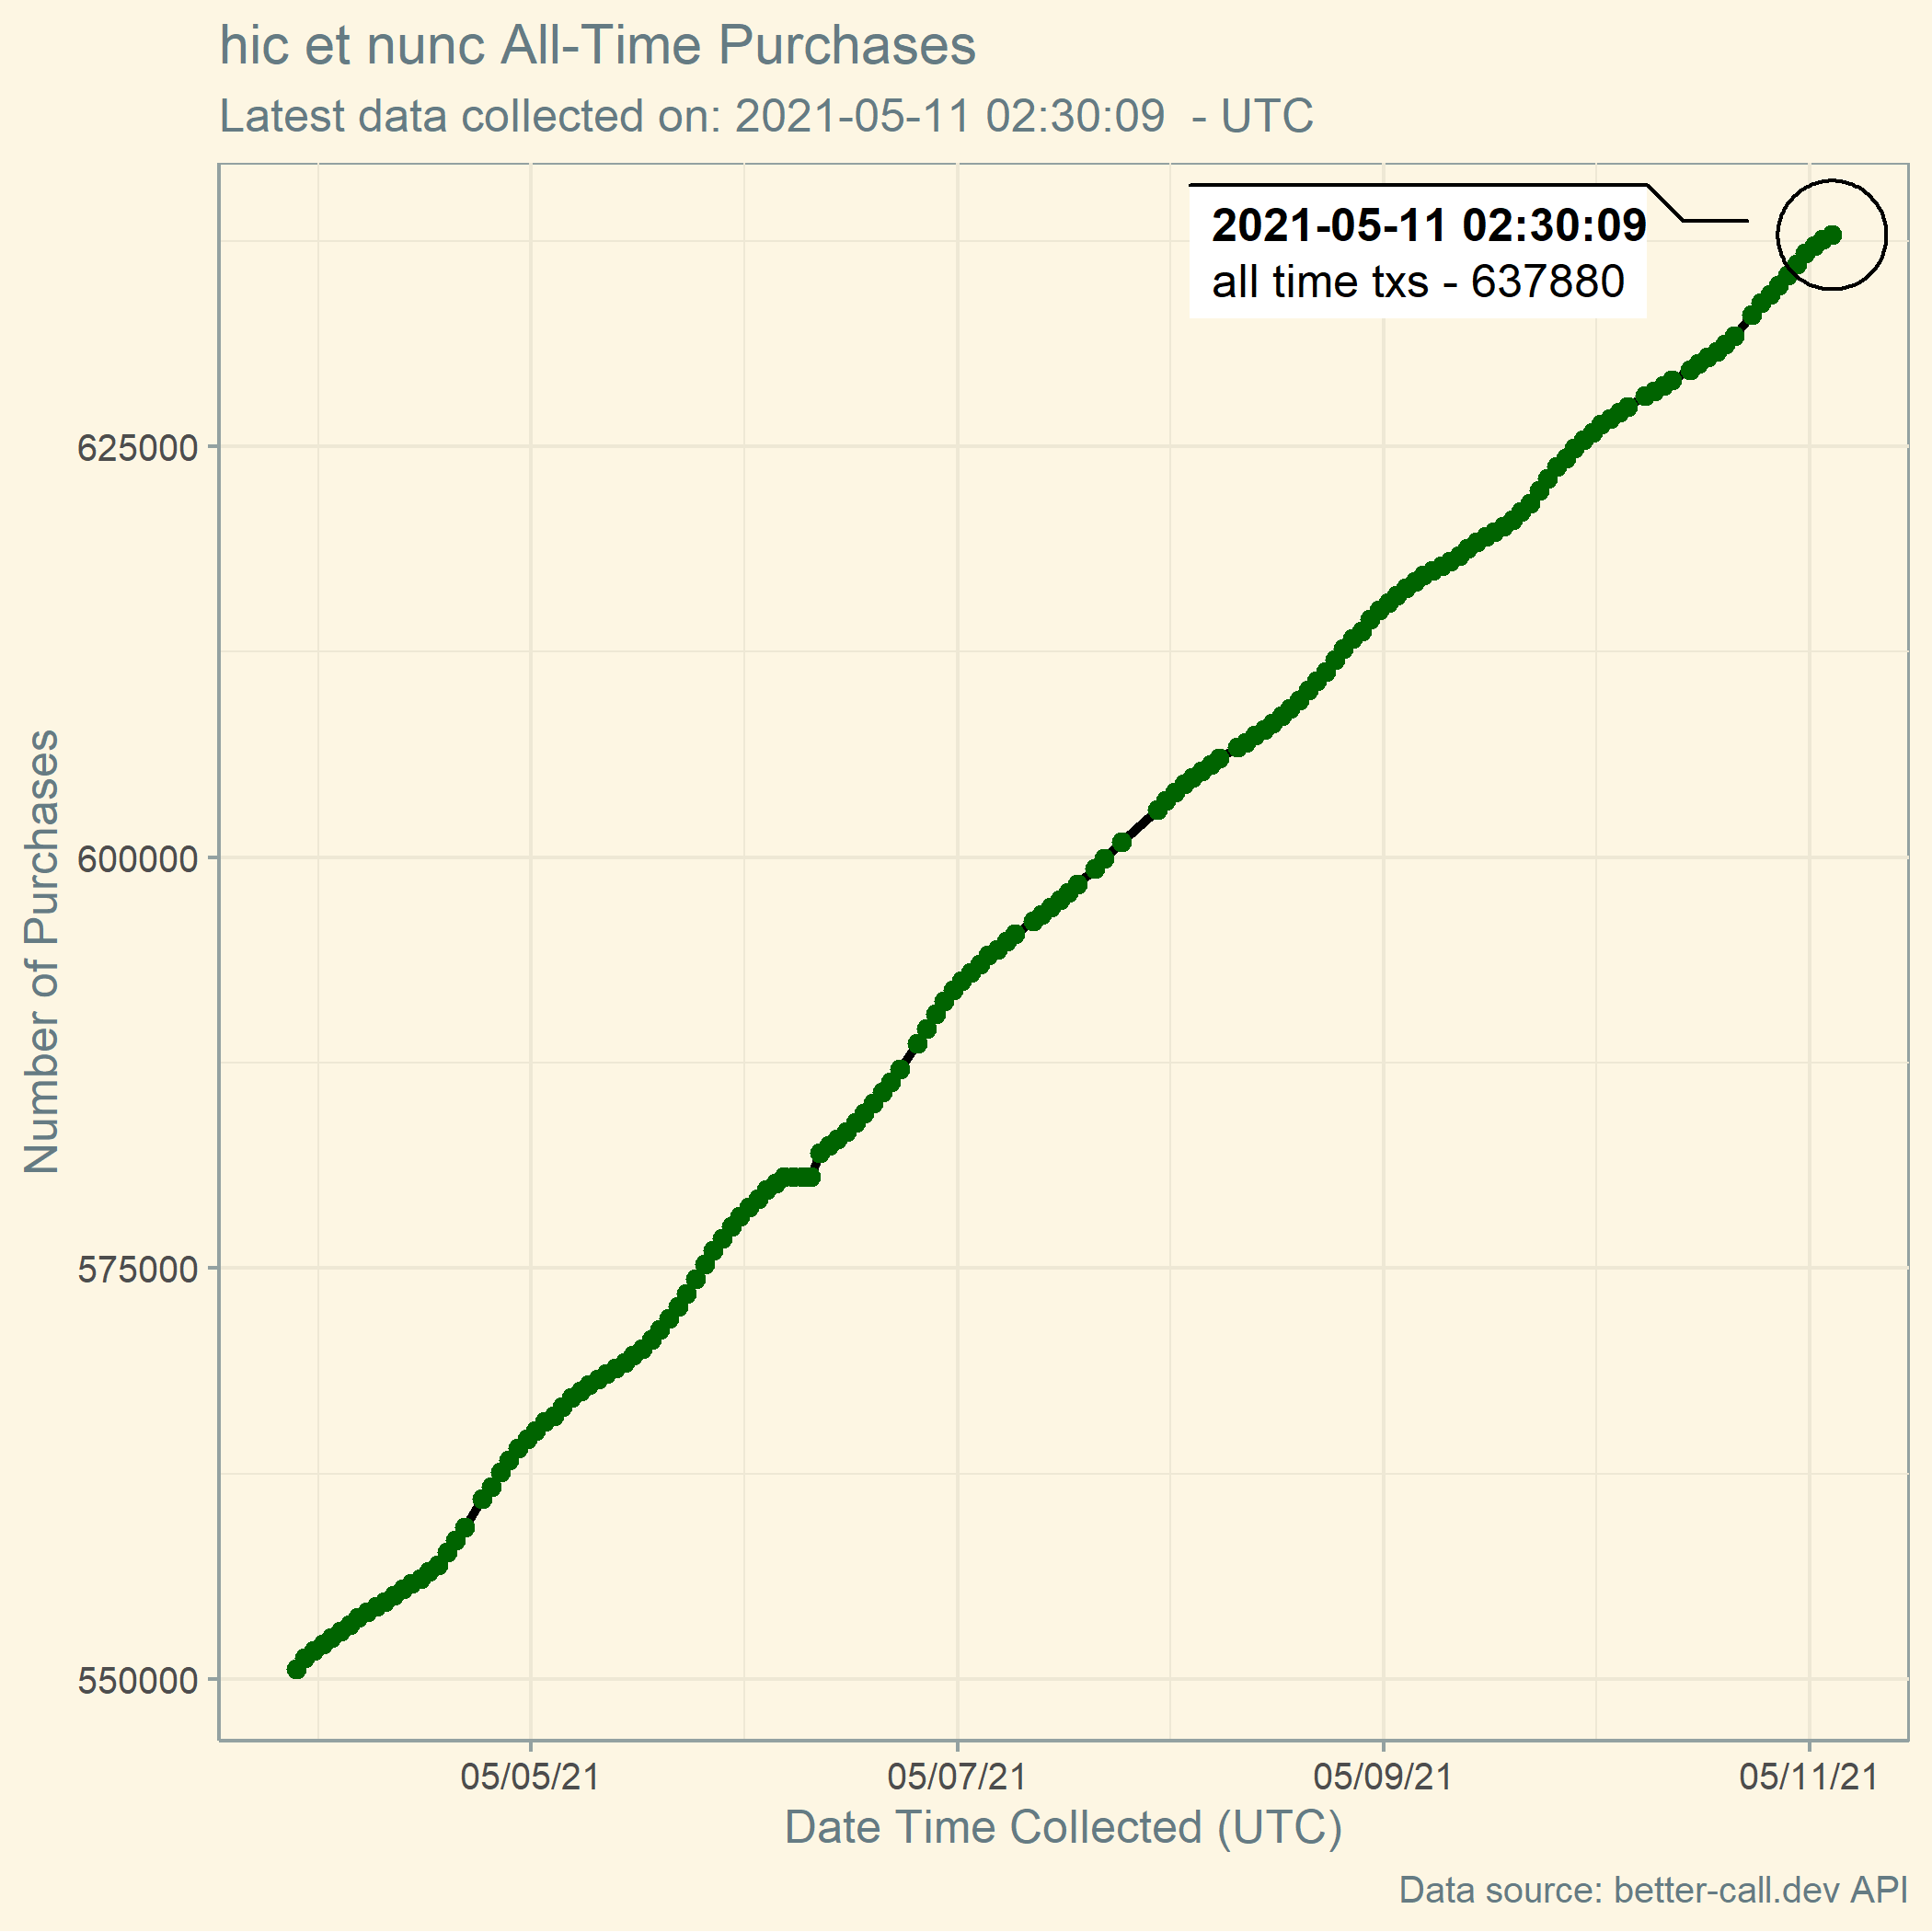 hic et nunc All-Time Purchases
Latest data collected on: 2021-05-11 02:30:09  - UTC
2021-05-11 02:30:09
all time txs - 637880
Number of Purchases
625000
600000
575000
550000
05/05/21
05/07/21
05/09/21
05/11/21
Date Time Collected (UTC)
Data source: better-call.dev API